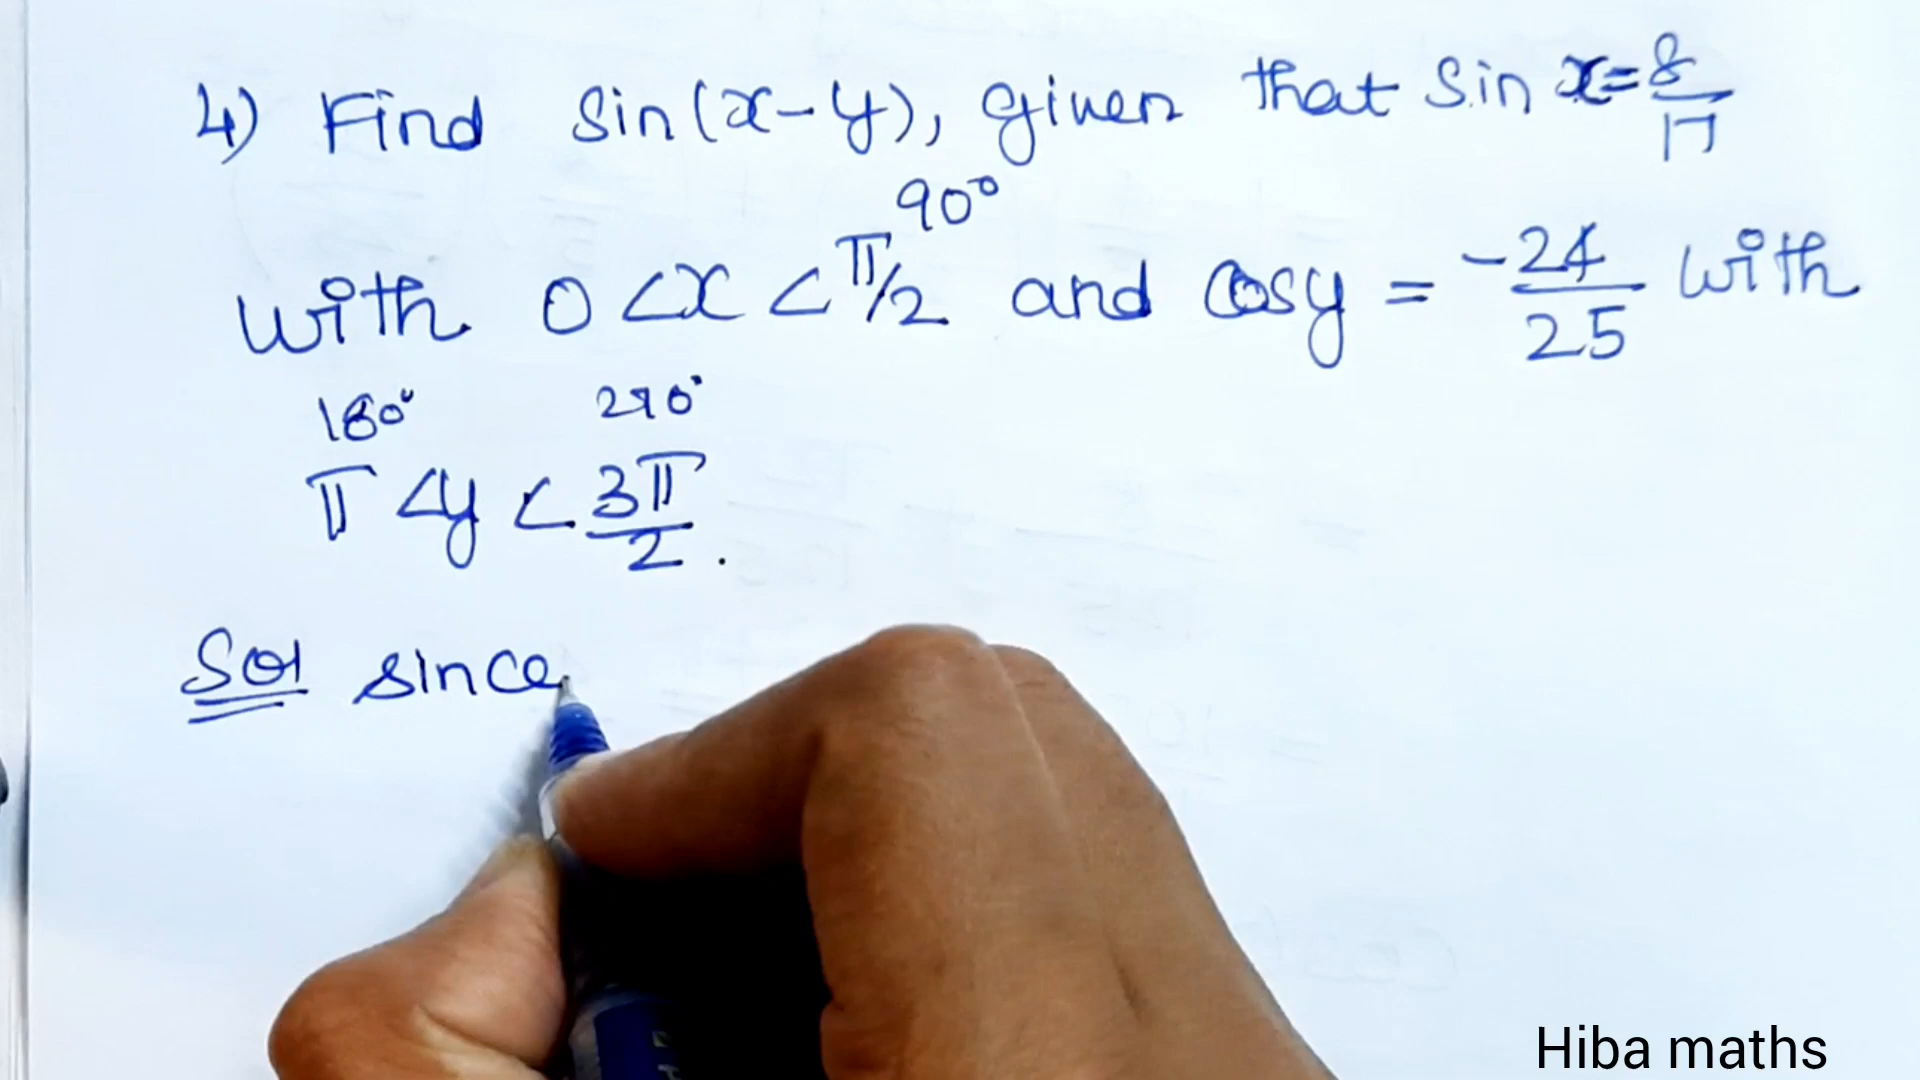 4) Find Sin(x-y), given that Sin x = 8/17
90°
with 0 < x < π/2 and Cosy = -24/25 with
180° 270°
π < y < 3π/2 .
Sol since
Hiba maths